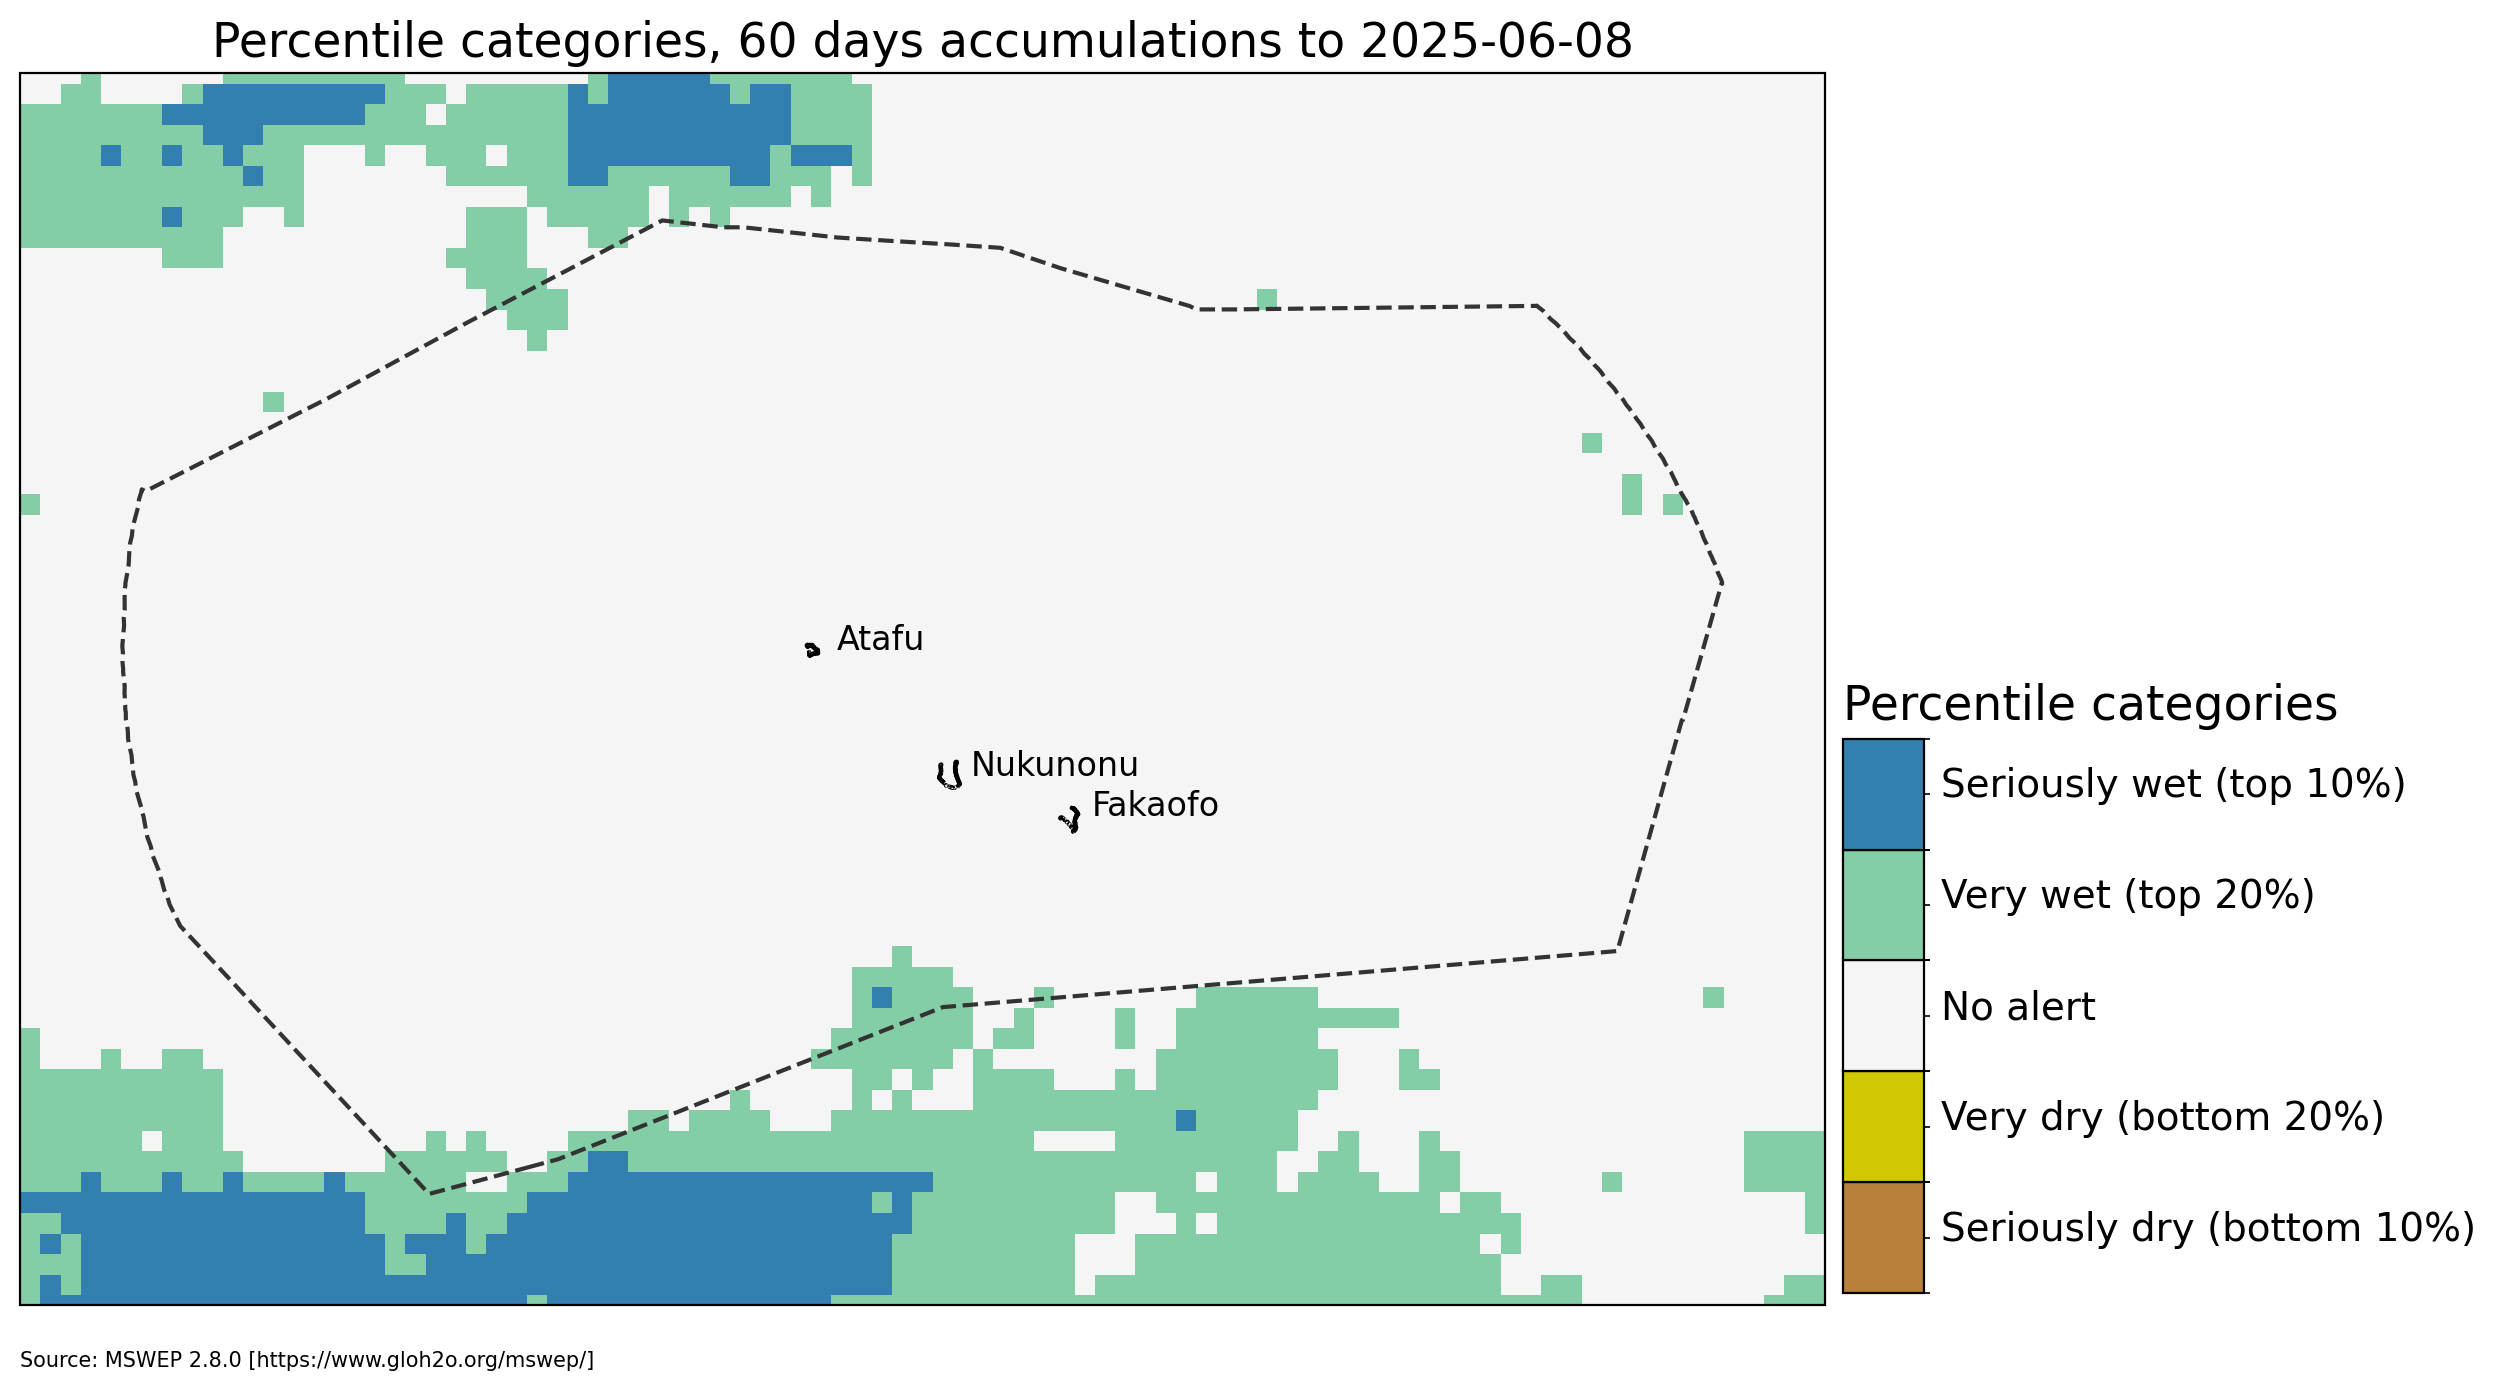 Percentile categories, 60 days accumulations to 2025-06-08
Atafu
Nukunonu
Fakaofo
Percentile categories
Seriously wet (top 10%)
Very wet (top 20%)
No alert
Very dry (bottom 20%)
Seriously dry (bottom 10%)
Source: MSWEP 2.8.0 [https://www.gloh2o.org/mswep/]